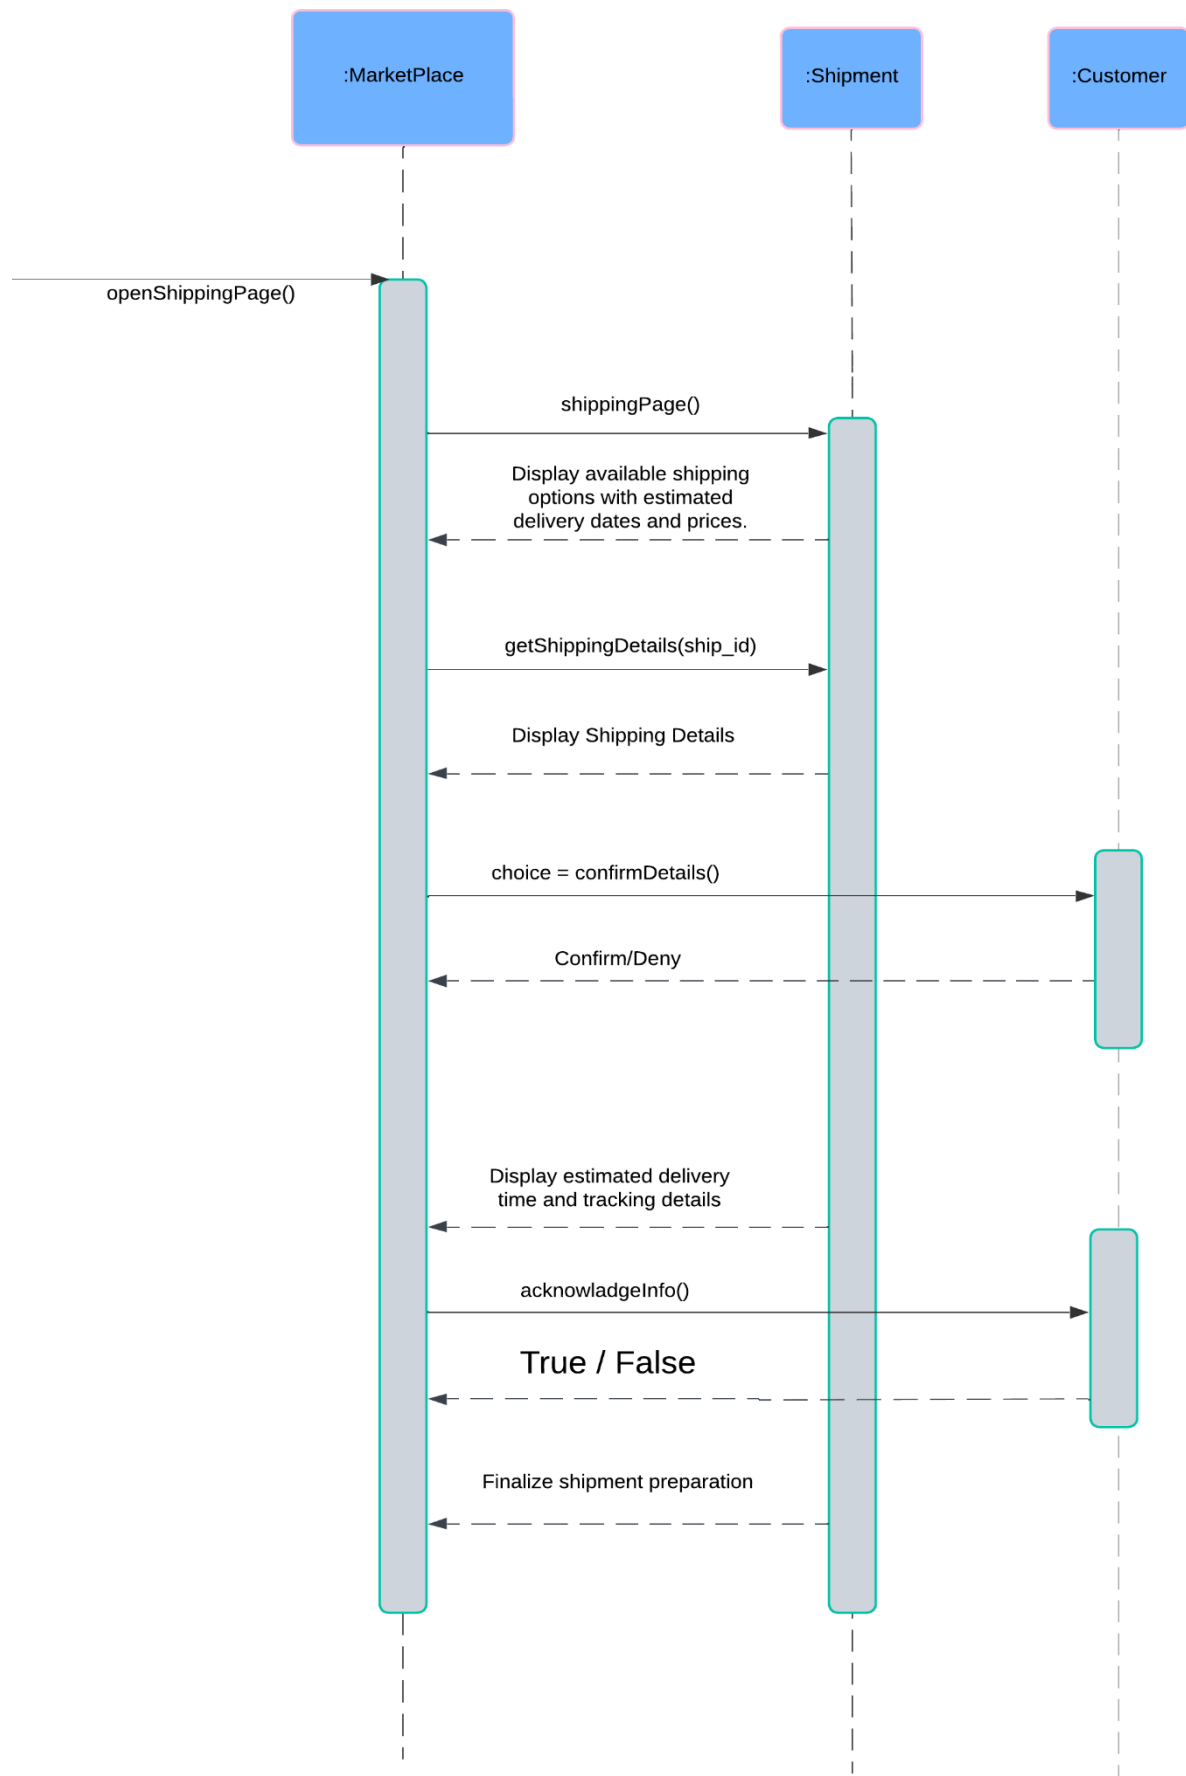 :MarketPlace
:Shipment
:Customer
openShippingPage()
shippingPage()
Display available shipping
options with estimated
delivery dates and prices.
getShippingDetails(ship_id)
Display Shipping Details
choice = confirmDetails()
Confirm/Deny
Display estimated delivery
time and tracking details
acknowladgeInfo()
True / False
Finalize shipment preparation